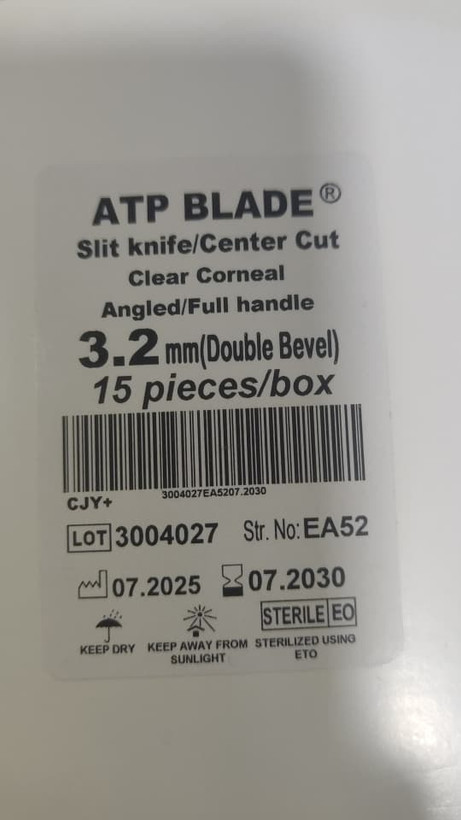 ATP BLADE®
Slit knife/Center Cut
Clear Corneal
Angled/Full handle
3.2 mm(Double Bevel)
15 pieces/box
3004027EA5207.2030
CJY+
LOT 3004027 Str. No: EA52
07.2025 07.2030
STERILE EO
KEEP DRY KEEP AWAY FROM SUNLIGHT STERILIZED USING ETO